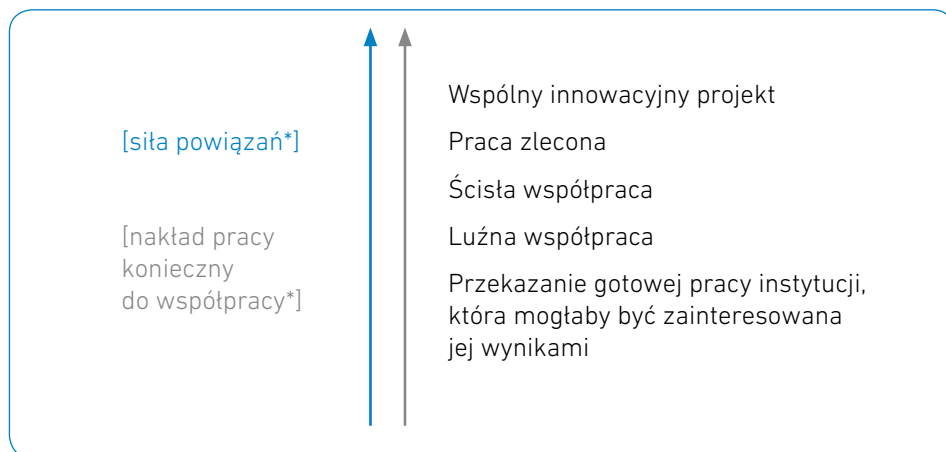 Wspólny innowacyjny projekt
[siła powiązań*]
Praca zlecona
Ścisła współpraca
[nakład pracy
konieczny
do współpracy*]
Luźna współpraca
Przekazanie gotowej pracy instytucji,
która mogłaby być zainteresowana
jej wynikami